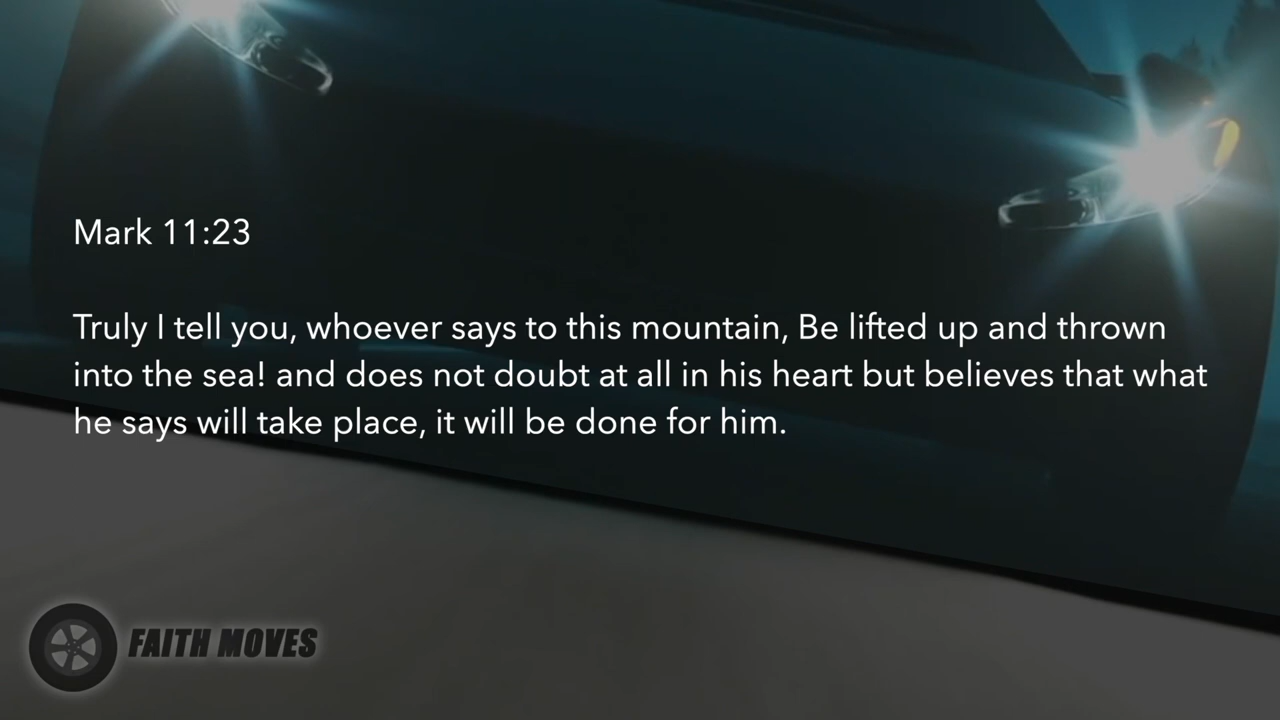 Mark 11:23
Truly I tell you, whoever says to this mountain, Be lifted up and thrown
into the sea! and does not doubt at all in his heart but believes that what
he says will take place, it will be done for him.
FAITH MOVES